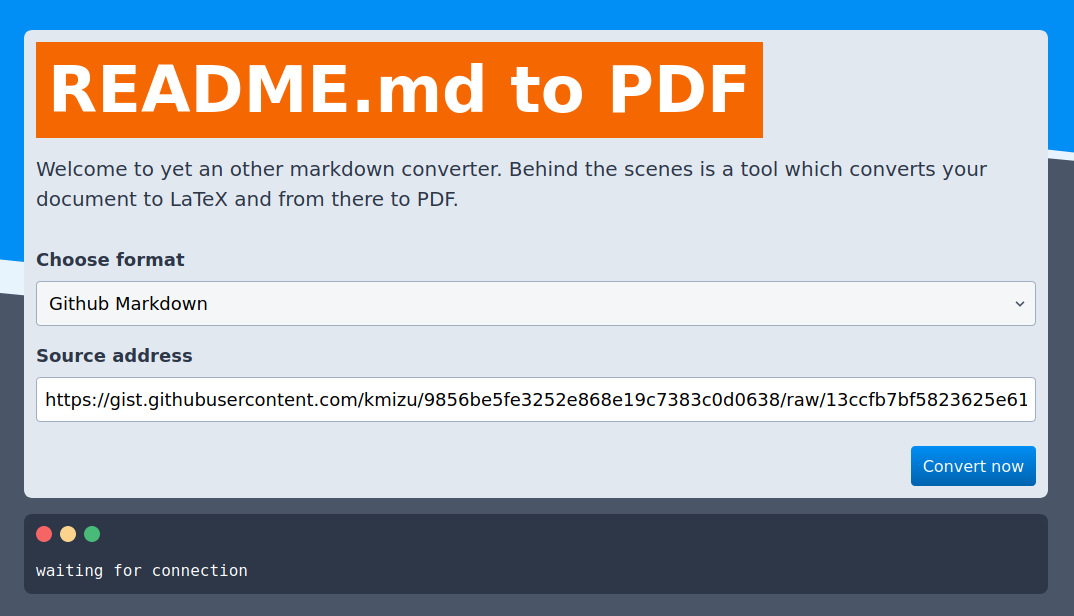 README.md to PDF
Welcome to yet an other markdown converter. Behind the scenes is a tool which converts your
document to LaTeX and from there to PDF.
Choose format
Github Markdown
Source address
https://gist.githubusercontent.com/kmizu/9856be5fe3252e868e19c7383c0d0638/raw/13ccfb7bf5823625e61
Convert now
waiting for connection